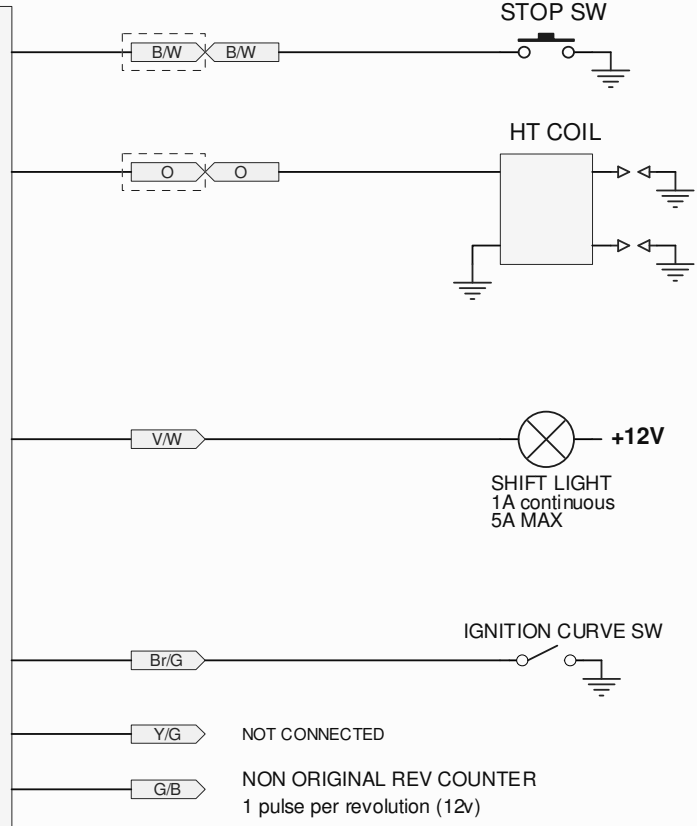 STOP SW
B/W B/W
HT COIL
O O
V/W
+12V
SHIFT LIGHT
1A continuous
5A MAX
IGNITION CURVE SW
Br/G
Y/G NOT CONNECTED
NON ORIGINAL REV COUNTER
G/B
1 pulse per revolution (12v)